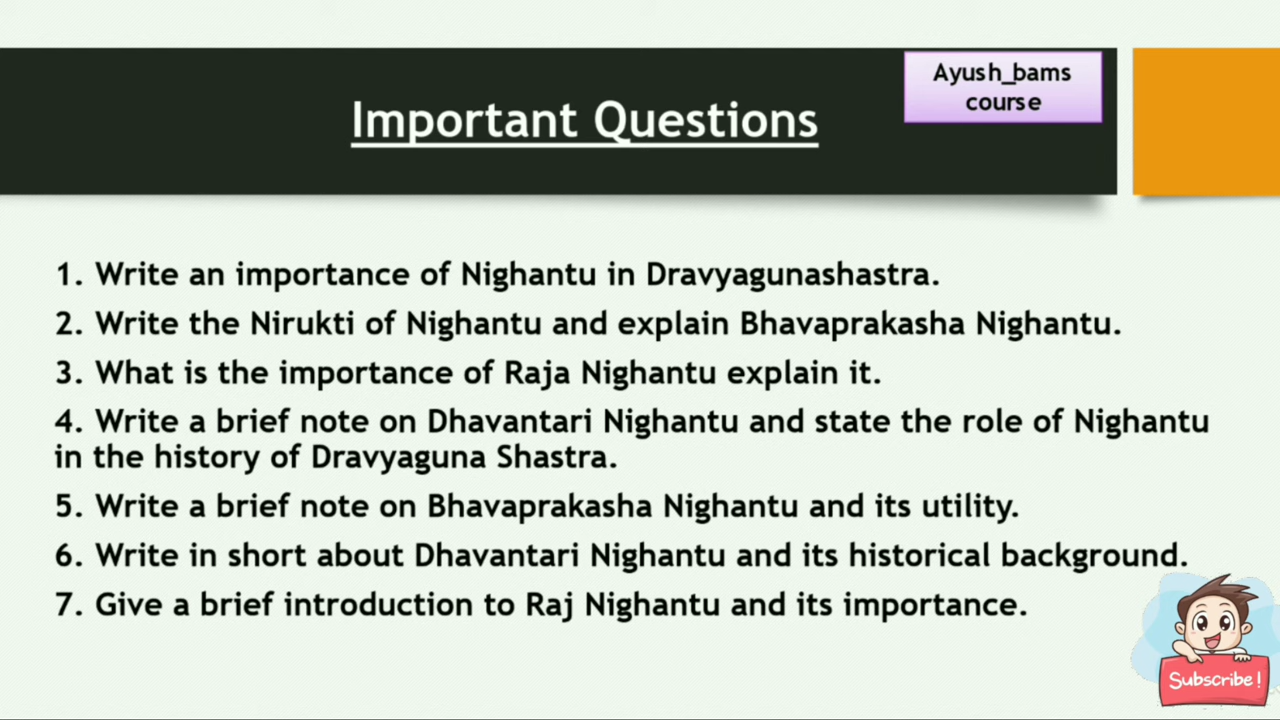 Ayush_bams
course
Important Questions
1. Write an importance of Nighantu in Dravyagunashastra.
2. Write the Nirukti of Nighantu and explain Bhavaprakasha Nighantu.
3. What is the importance of Raja Nighantu explain it.
4. Write a brief note on Dhavantari Nighantu and state the role of Nighantu
in the history of Dravyaguna Shastra.
5. Write a brief note on Bhavaprakasha Nighantu and its utility.
6. Write in short about Dhavantari Nighantu and its historical background.
7. Give a brief introduction to Raj Nighantu and its importance.
Subscribe!